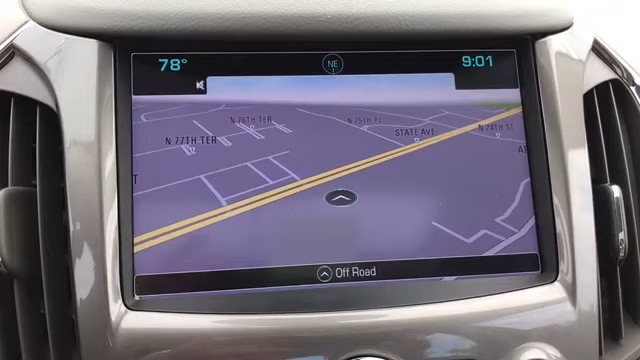 78°
NE
9:01
N 76TH TER
N 75TH PL
N 74TH ST
STATE AVE
N 77TH TER
Off Road